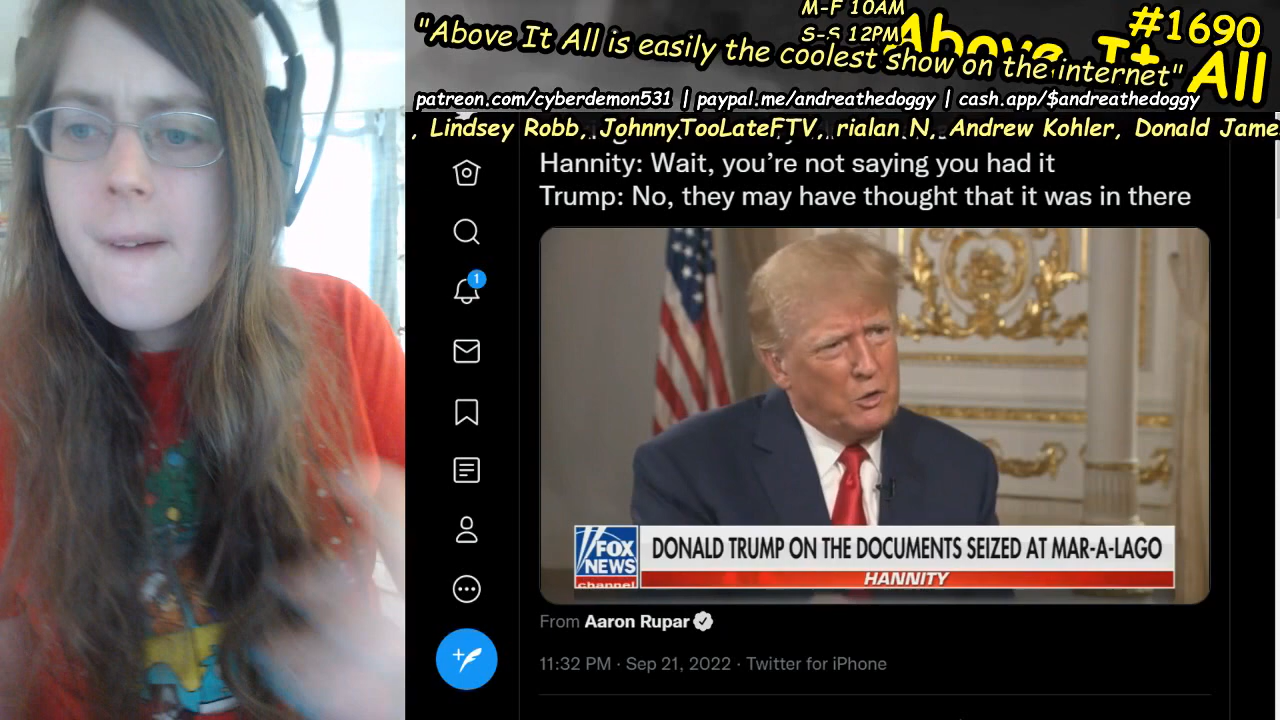 M-F 10AM
S-S 12PM
Above It All
#1690
"Above It All is easily the coolest show on the internet"
patreon.com/cyberdemon531 | paypal.me/andreathedoggy | cash.app/$andreathedoggy
, Lindsey Robb, JohnnyTooLateFTV, rialan N, Andrew Kohler, Donald Jame
Hannity: Wait, you're not saying you had it
Trump: No, they may have thought that it was in there
1
FOX
NEWS
channel
DONALD TRUMP ON THE DOCUMENTS SEIZED AT MAR-A-LAGO
HANNITY
From Aaron Rupar
11:32 PM · Sep 21, 2022 · Twitter for iPhone